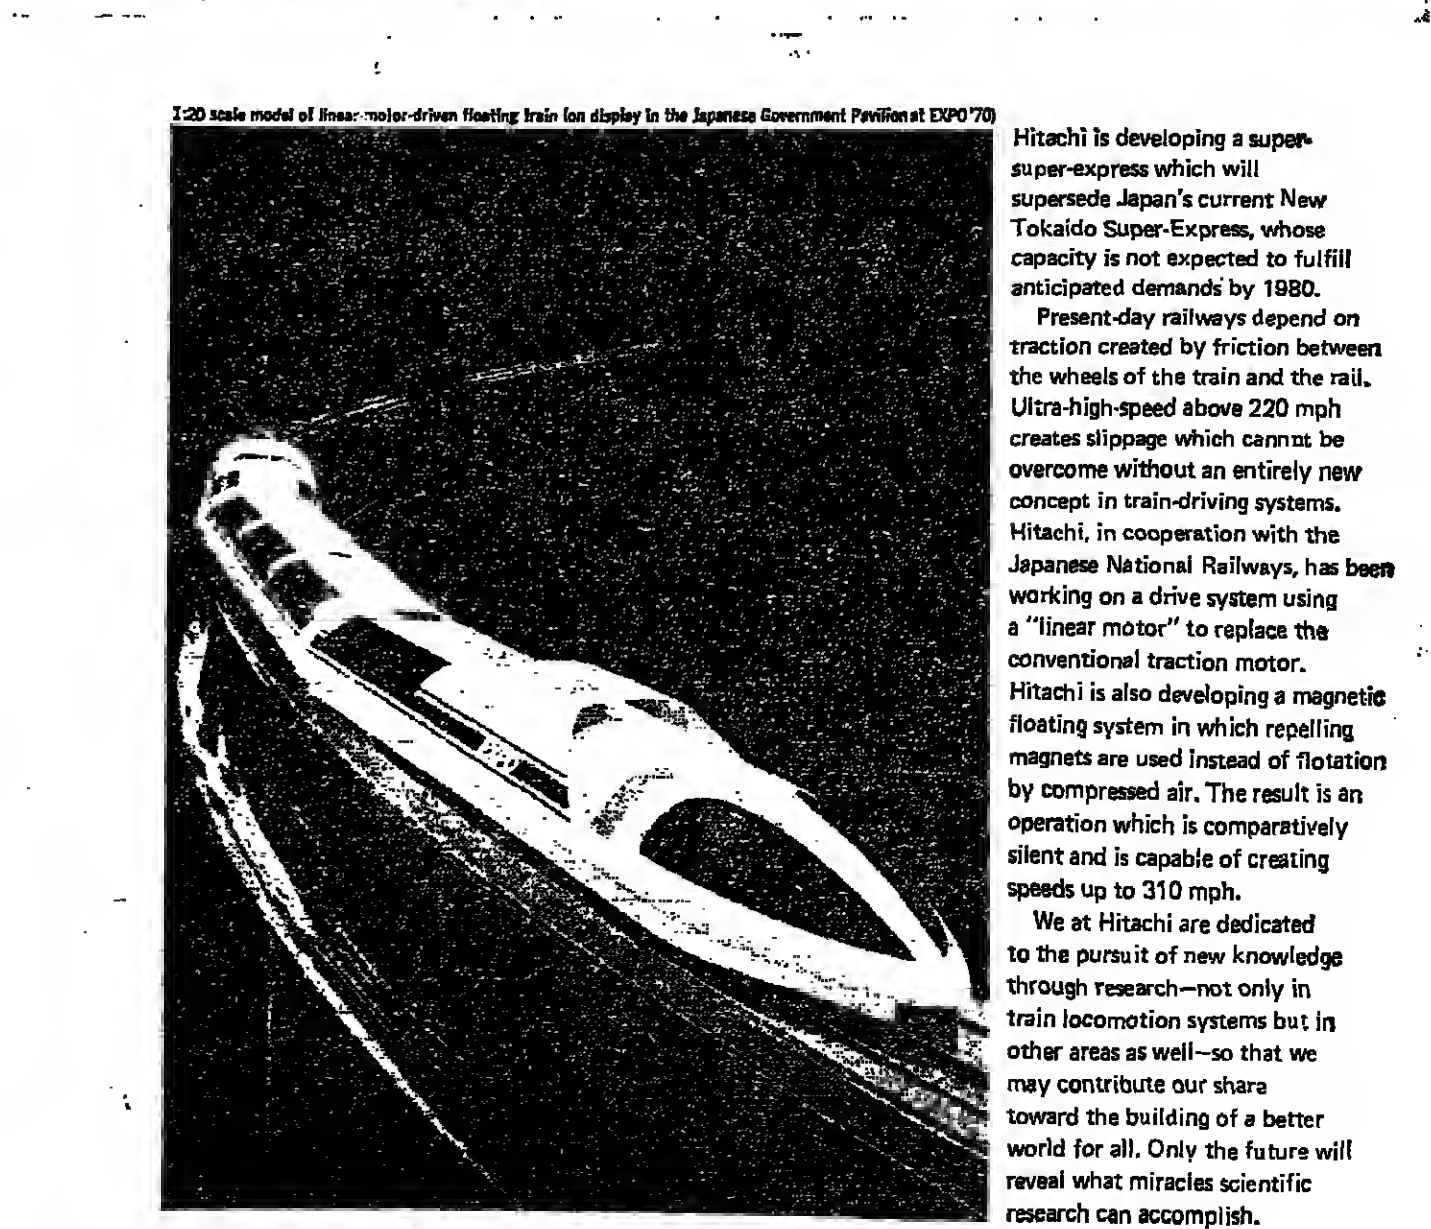 1:20 scale model of linear-motor-driven floating train (on display in the Japanese Government Pavilion at EXPO '70)
Hitachi is developing a super-
super-express which will
supersede Japan's current New
Tokaido Super-Express, whose
capacity is not expected to fulfill
anticipated demands by 1980.
Present-day railways depend on
traction created by friction between
the wheels of the train and the rail.
Ultra-high-speed above 220 mph
creates slippage which cannot be
overcome without an entirely new
concept in train-driving systems.
Hitachi, in cooperation with the
Japanese National Railways, has been
working on a drive system using
a "linear motor" to replace the
conventional traction motor.
Hitachi is also developing a magnetic
floating system in which repelling
magnets are used instead of flotation
by compressed air. The result is an
operation which is comparatively
silent and is capable of creating
speeds up to 310 mph.
We at Hitachi are dedicated
to the pursuit of new knowledge
through research—not only in
train locomotion systems but in
other areas as well—so that we
may contribute our share
toward the building of a better
world for all. Only the future will
reveal what miracles scientific
research can accomplish.